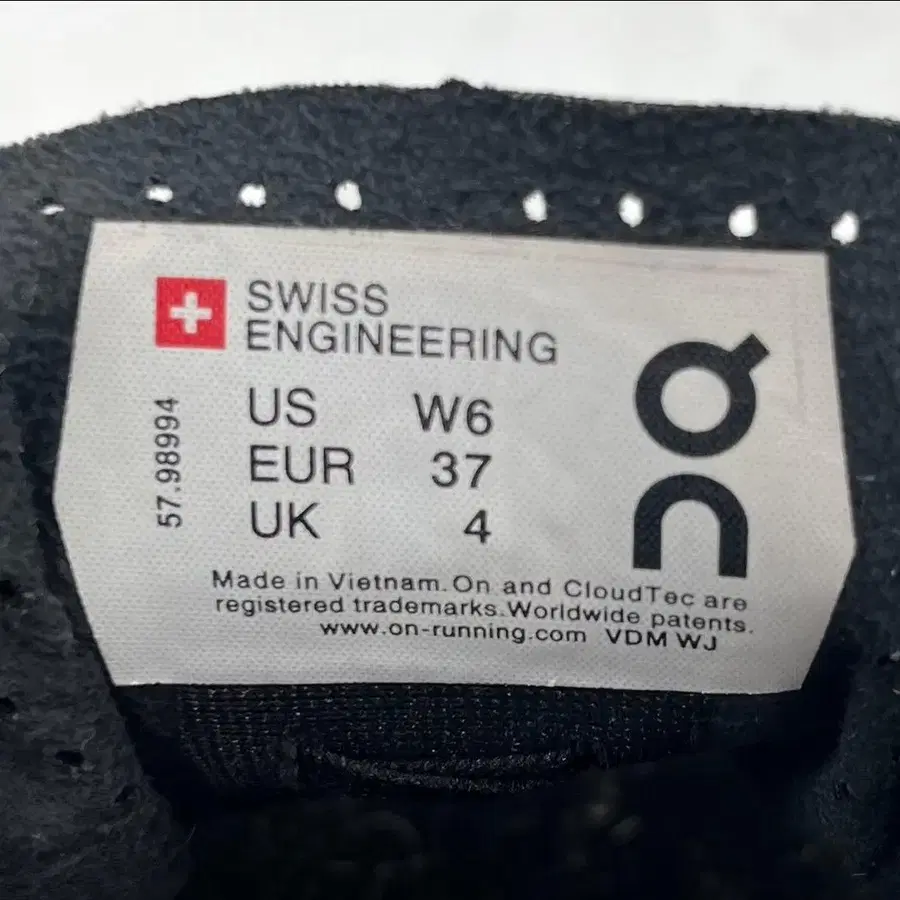 SWISS
ENGINEERING
57.98994
US W6
EUR 37
UK 4
On
Made in Vietnam. On and CloudTec are
registered trademarks. Worldwide patents.
www.on-running.com VDM WJ